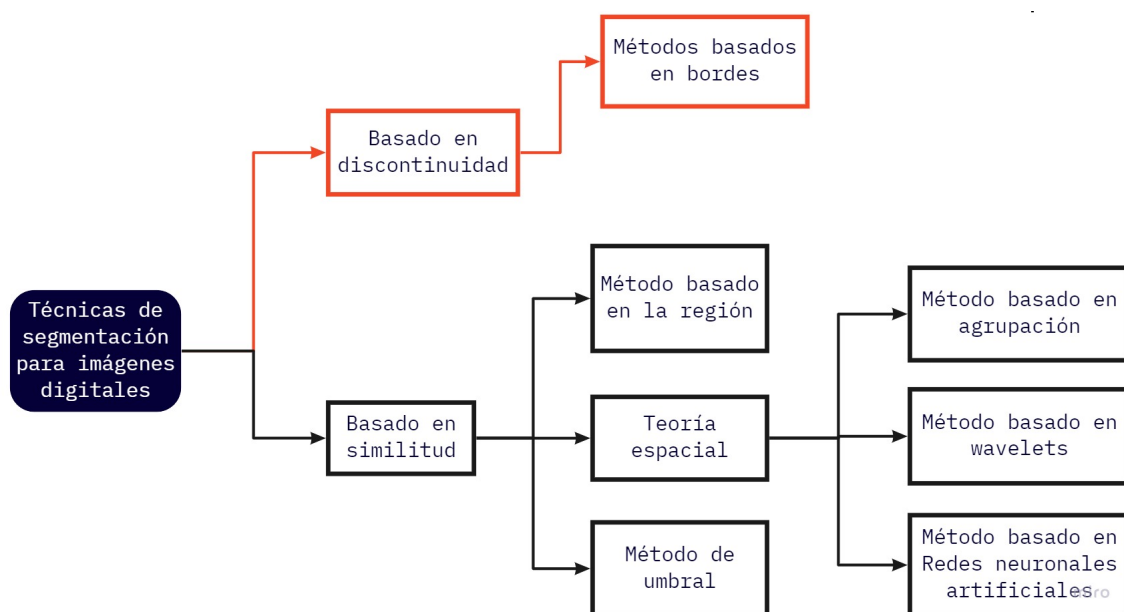 Métodos basados
en bordes
Basado en
discontinuidad
Método basado
en la región
Método basado en
agrupación
Técnicas de
segmentación
para imágenes
digitales
Basado en
similitud
Teoría
espacial
Método basado en
wavelets
Método de
umbral
Método basado en
Redes neuronales
artificiales
miro